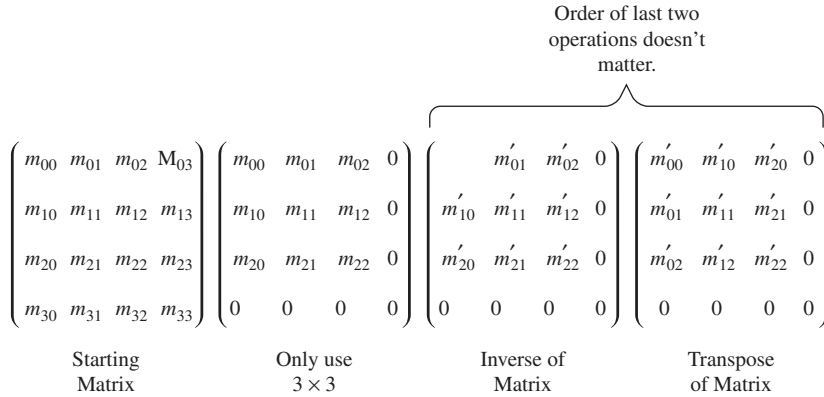 Order of last two
operations doesn't
matter.
m00 m01 m02 M03 m00 m01 m02 0 m′01 m′02 0 m′00 m′10 m′20 0
m10 m11 m12 m13 m10 m11 m12 0 m′10 m′11 m′12 0 m′01 m′11 m′21 0
m20 m21 m22 m23 m20 m21 m22 0 m′20 m′21 m′22 0 m′02 m′12 m′22 0
m30 m31 m32 m33 0 0 0 0 0 0 0 0 0 0 0 0
Starting
Matrix
Only use
3 × 3
Inverse of
Matrix
Transpose
of Matrix